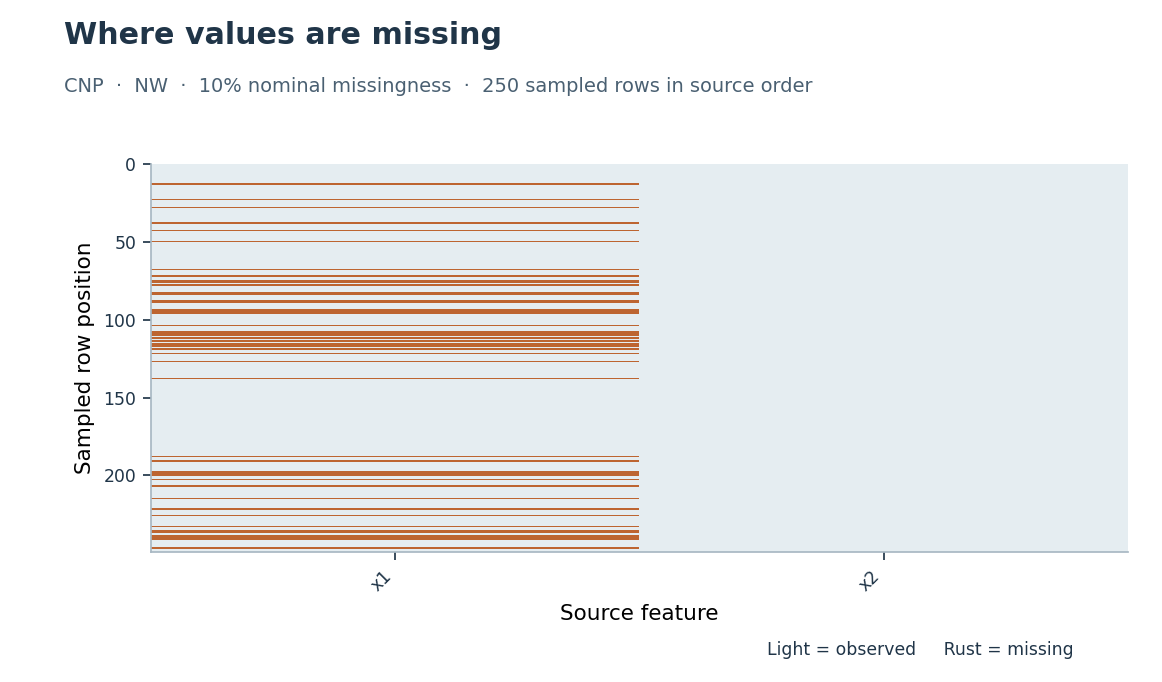 Where values are missing
CNP · NW · 10% nominal missingness · 250 sampled rows in source order
Sampled row position
0
50
100
150
200
x1
x2
Source feature
Light = observed Rust = missing